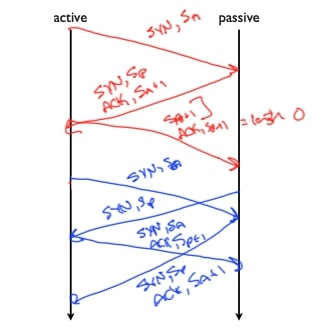 active passive
SYN, SA
SYN, SP
ACK, SA+1
SA+1
ACK, SP+1
= length 0
SYN, SA
SYN, SP
SYN, SA
ACK, SP+1
SYN, SP
ACK, SA+1